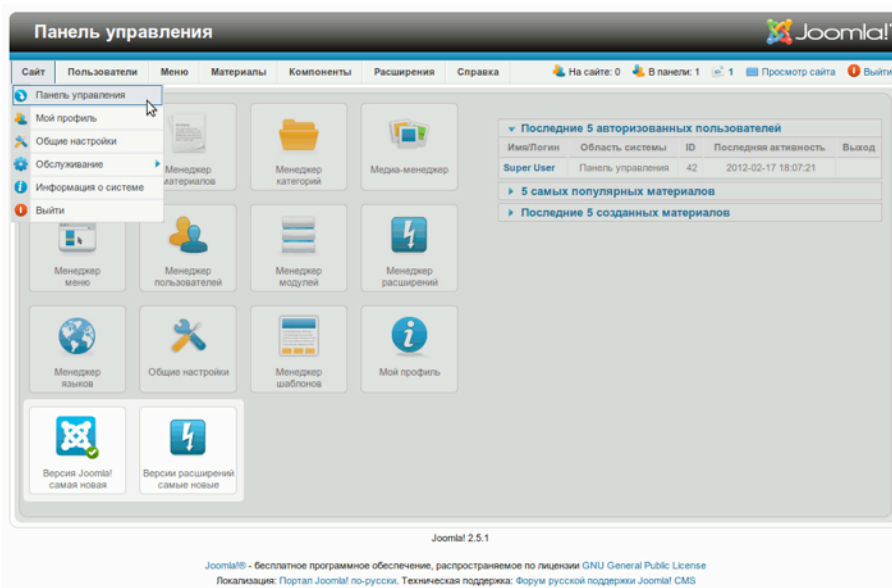 Панель управления
Joomla!
Сайт Пользователи Меню Материалы Компоненты Расширения Справка На сайте: 0 В панели: 1 1 Просмотр сайта Выйти
Панель управления
Мой профиль
Общие настройки
Обслуживание
Информация о системе
Выйти
Менеджер
материалов
Менеджер
категорий
Медиа-менеджер
Менеджер
меню
Менеджер
пользователей
Менеджер
модулей
Менеджер
расширений
Менеджер
языков
Общие настройки
Менеджер
шаблонов
Мой профиль
Версия Joomla!
самая новая
Версии расширений
самые новые
Последние 5 авторизованных пользователей
Имя/Логин Область системы ID Последняя активность Выход
Super User Панель управления 42 2012-02-17 18:07:21
5 самых популярных материалов
Последние 5 созданных материалов
Joomla! 2.5.1
Joomla!® - бесплатное программное обеспечение, распространяемое по лицензии GNU General Public License
Локализация: Портал Joomla! по-русски. Техническая поддержка: Форум русской поддержки Joomla! CMS